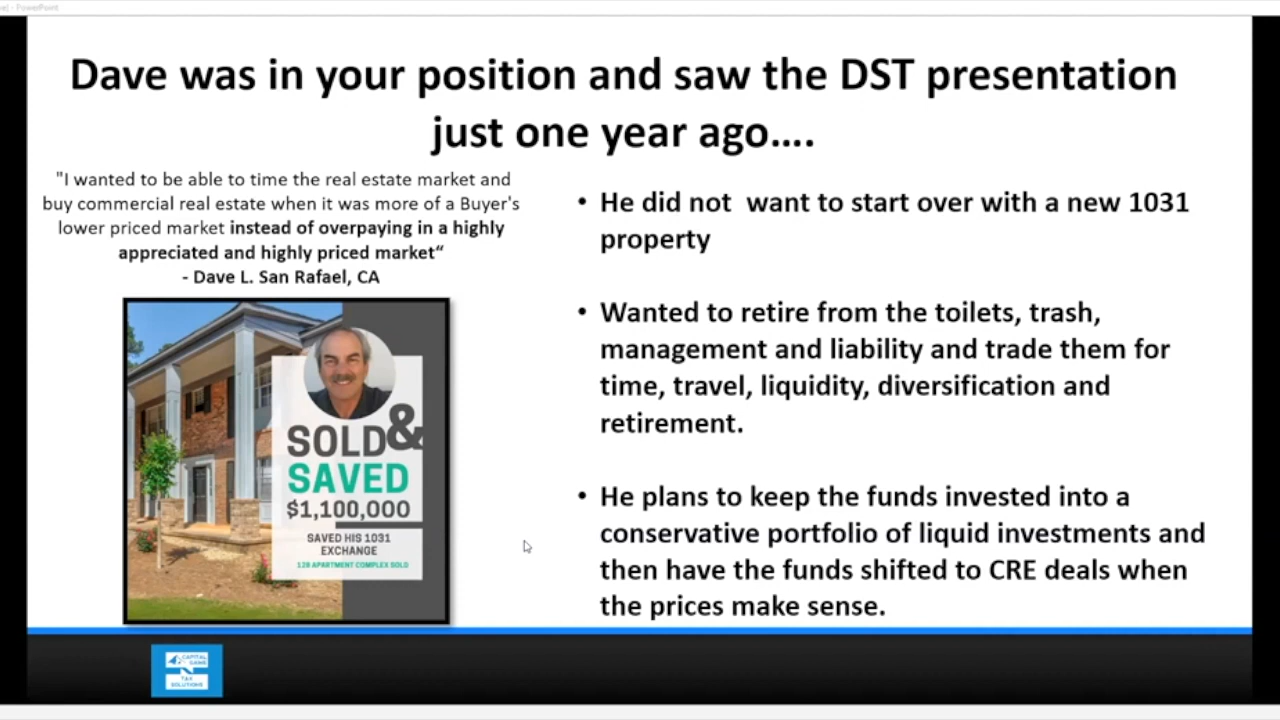 - PowerPoint
Dave was in your position and saw the DST presentation
just one year ago....
"I wanted to be able to time the real estate market and
buy commercial real estate when it was more of a Buyer's
lower priced market instead of overpaying in a highly
appreciated and highly priced market“
- Dave L. San Rafael, CA
SOLD &
SAVED
$1,100,000
SAVED HIS 1031
EXCHANGE
128 APARTMENT COMPLEX SOLD
• He did not  want to start over with a new 1031
property
• Wanted to retire from the toilets, trash,
management and liability and trade them for
time, travel, liquidity, diversification and
retirement.
• He plans to keep the funds invested into a
conservative portfolio of liquid investments and
then have the funds shifted to CRE deals when
the prices make sense.
CAPITAL
GAINS
TAX
SOLUTIONS